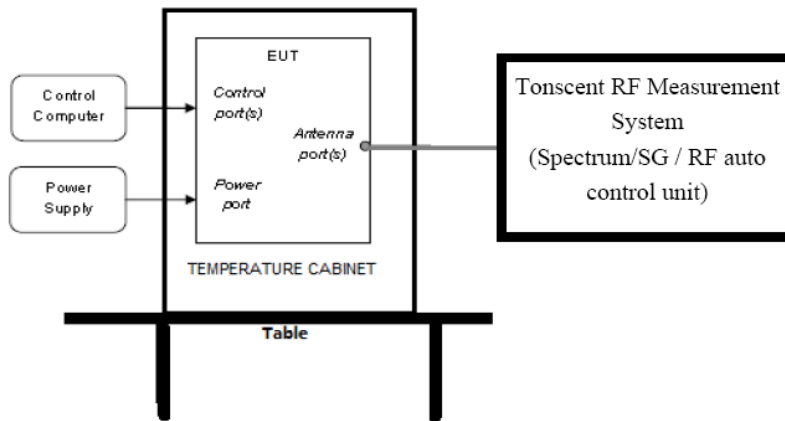 EUT
Control
Computer
Control
port(s)
Antenna
port(s)
Power
Supply
Power
port
TEMPERATURE CABINET
Table
Tonscent RF Measurement
System
(Spectrum/SG / RF auto
control unit)